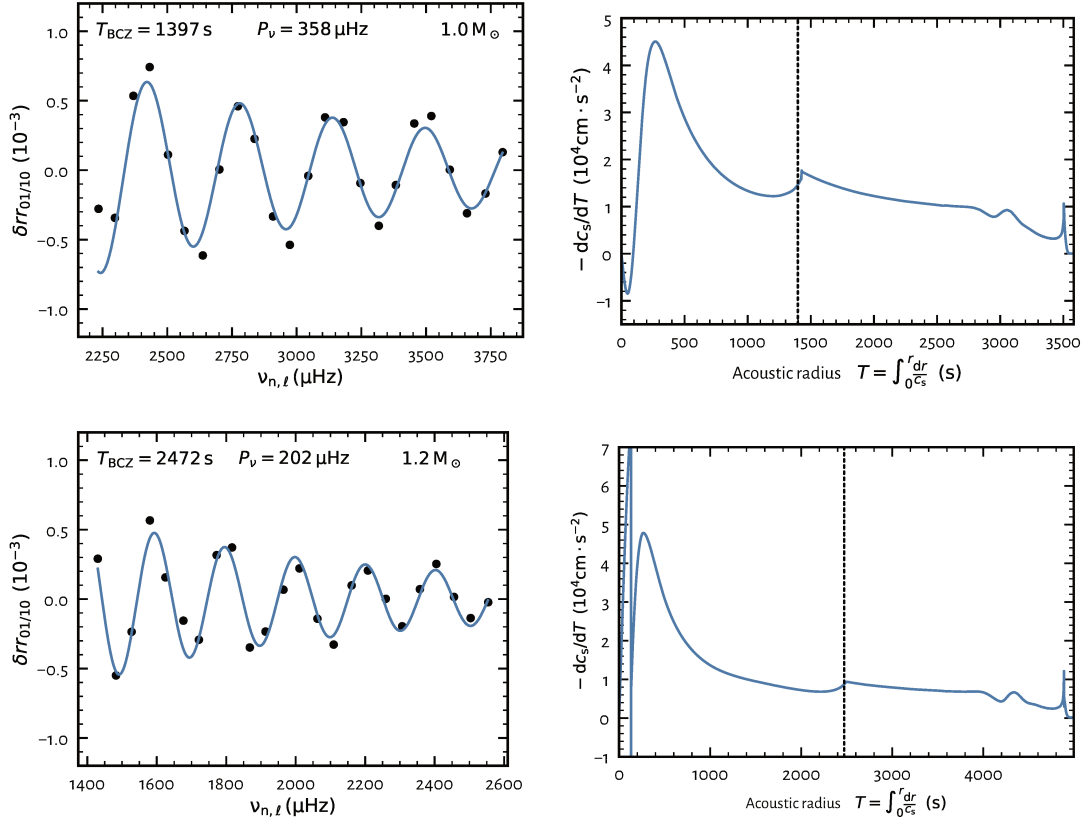 T_BCZ = 1397 s P_ν = 358 μHz 1.0 M⊙
δrr_01/10 (10^−3)
1.0
0.5
0.0
−0.5
−1.0
2250 2500 2750 3000 3250 3500 3750
ν_n,ℓ (μHz)
− dc_s/dT (10^4 cm · s^−2)
5
4
3
2
1
0
−1
0 500 1000 1500 2000 2500 3000 3500
Acoustic radius T = ∫_0^r dr/c_s (s)
T_BCZ = 2472 s P_ν = 202 μHz 1.2 M⊙
δrr_01/10 (10^−3)
1.0
0.5
0.0
−0.5
−1.0
1400 1600 1800 2000 2200 2400 2600
ν_n,ℓ (μHz)
− dc_s/dT (10^4 cm · s^−2)
7
6
5
4
3
2
1
0
−1
0 1000 2000 3000 4000
Acoustic radius T = ∫_0^r dr/c_s (s)